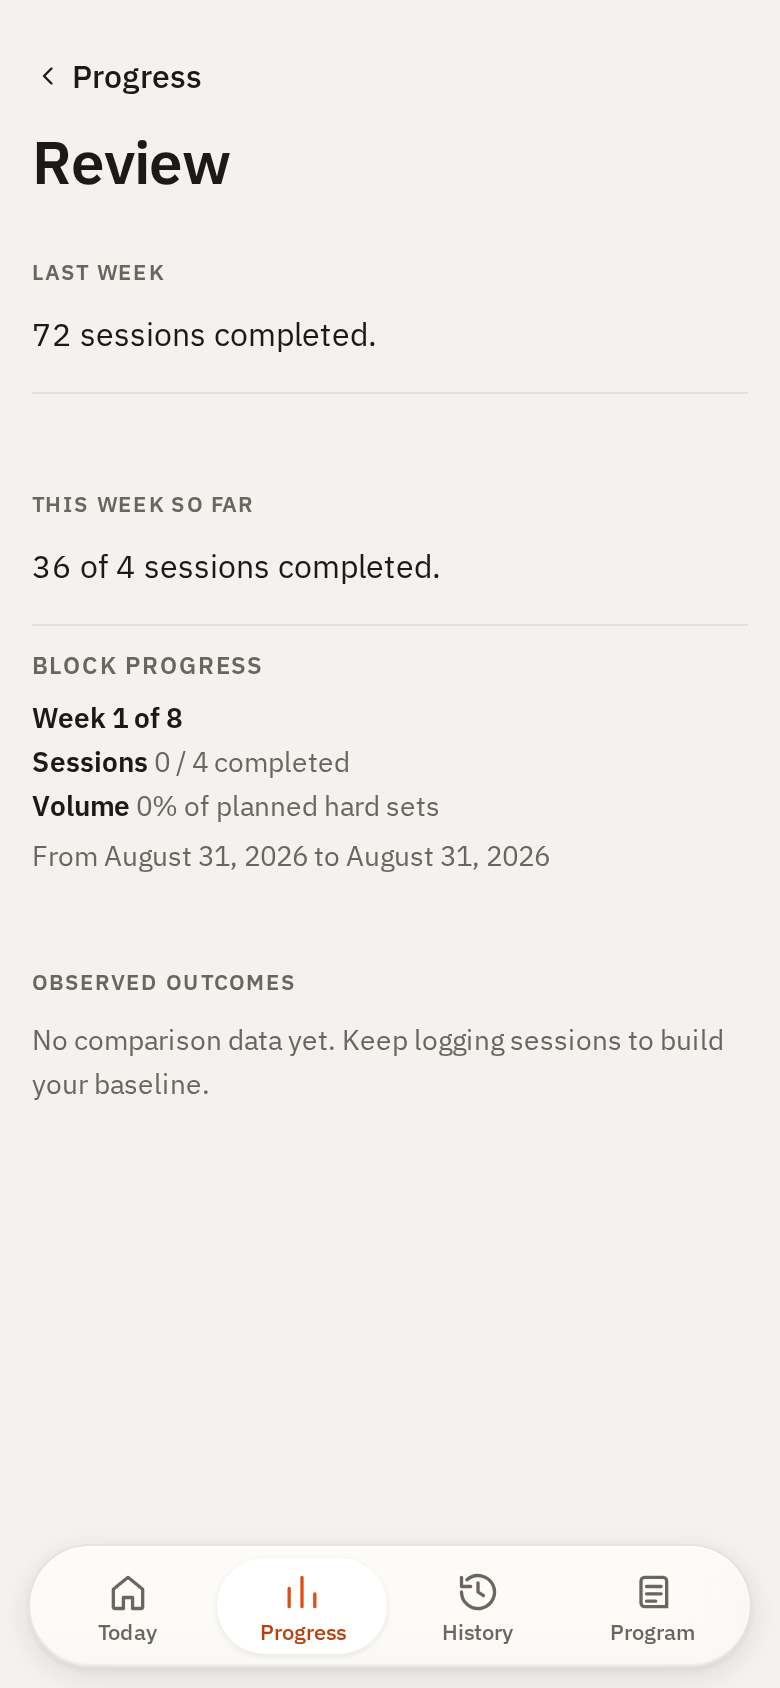 Progress
Review
LAST WEEK
72 sessions completed.
THIS WEEK SO FAR
36 of 4 sessions completed.
BLOCK PROGRESS
Week 1 of 8
Sessions 0 / 4 completed
Volume 0% of planned hard sets
From August 31, 2026 to August 31, 2026
OBSERVED OUTCOMES
No comparison data yet. Keep logging sessions to build
your baseline.
Today
Progress
History
Program